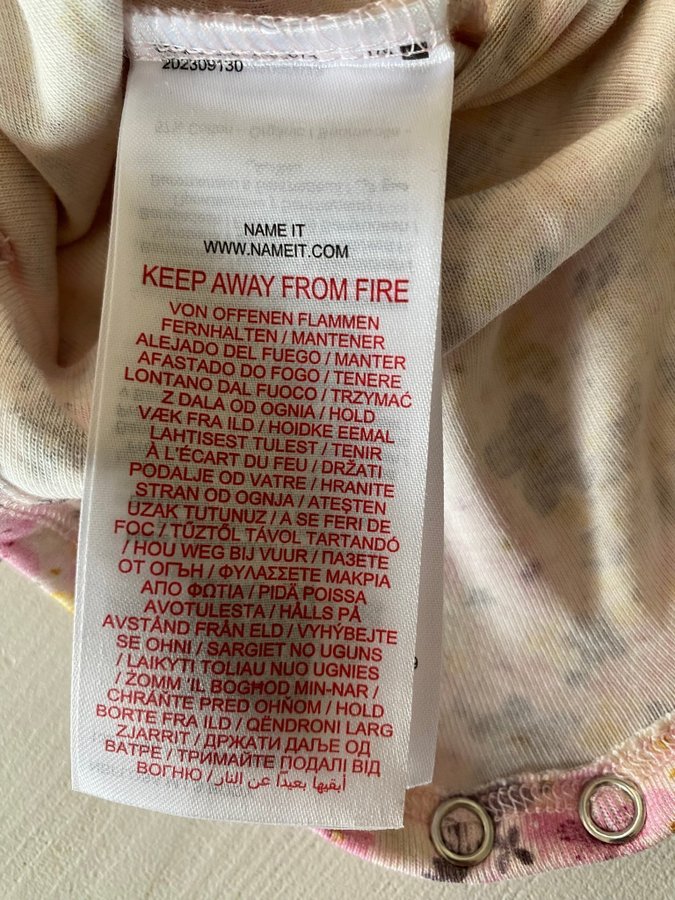 202309130
NAME IT
WWW.NAMEIT.COM
KEEP AWAY FROM FIRE
VON OFFENEN FLAMMEN
FERNHALTEN / MANTENER
ALEJADO DEL FUEGO / MANTER
AFASTADO DO FOGO / TENERE
LONTANO DAL FUOCO / TRZYMAĆ
Z DALA OD OGNIA / HOLD
VÆK FRA ILD / HOIDKE EEMAL
LAHTISEST TULEST / TENIR
À L'ÉCART DU FEU / DRŽATI
PODALJE OD VATRE / HRANITE
STRAN OD OGNJA / ATEŞTEN
UZAK TUTUNUZ / A SE FERI DE
FOC / TŰZTŐL TÁVOL TARTANDÓ
/ HOU WEG BIJ VUUR / ПАЗЕТЕ
ОТ ОГЪН / ΦΥΛΑΣΣΕΤΕ ΜΑΚΡΙΑ
ΑΠΟ ΦΩΤΙΑ / PIDÄ POISSA
AVOTULESTA / HÅLLS PÅ
AVSTÅND FRÅN ELD / VYHÝBEJTE
SE OHNI / SARGIET NO UGUNS
/ LAIKYTI TOLIAU NUO UGNIES
/ ŻOMM 'IL BOGĦOD MIN-NAR /
CHRÁŇTE PRED OHŇOM / HOLD
BORTE FRA ILD / QËNDRONI LARG
ZJARRIT / ДРЖАТИ ДАЉЕ ОД
ВАТРЕ / ТРИМАЙТЕ ПОДАЛІ ВІД
ВОГНЮ / أبقيها بعيدًا عن النار